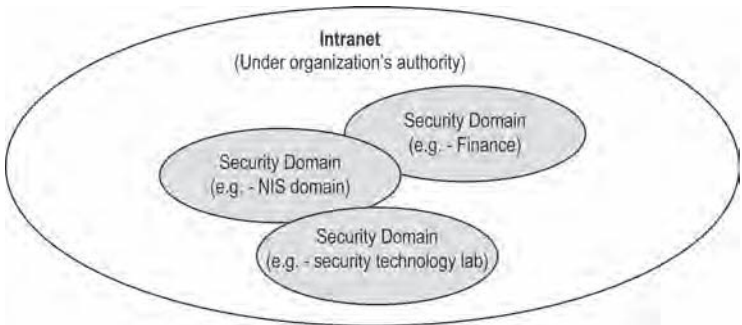 Intranet
(Under organization's authority)
Security Domain
(e.g. - Finance)
Security Domain
(e.g. - NIS domain)
Security Domain
(e.g. - security technology lab)